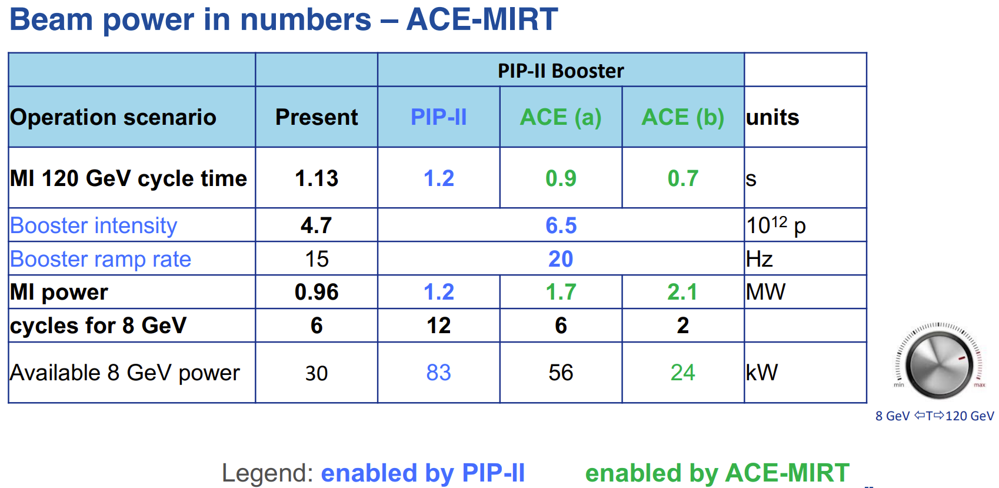 Beam power in numbers – ACE-MIRT
PIP-II Booster
Operation scenario Present PIP-II ACE (a) ACE (b) units
MI 120 GeV cycle time 1.13 1.2 0.9 0.7 s
Booster intensity 4.7 6.5 10¹² p
Booster ramp rate 15 20 Hz
MI power 0.96 1.2 1.7 2.1 MW
cycles for 8 GeV 6 12 6 2
Available 8 GeV power 30 83 56 24 kW
min max
8 GeV ⇦T⇨120 GeV
Legend: enabled by PIP-II enabled by ACE-MIRT